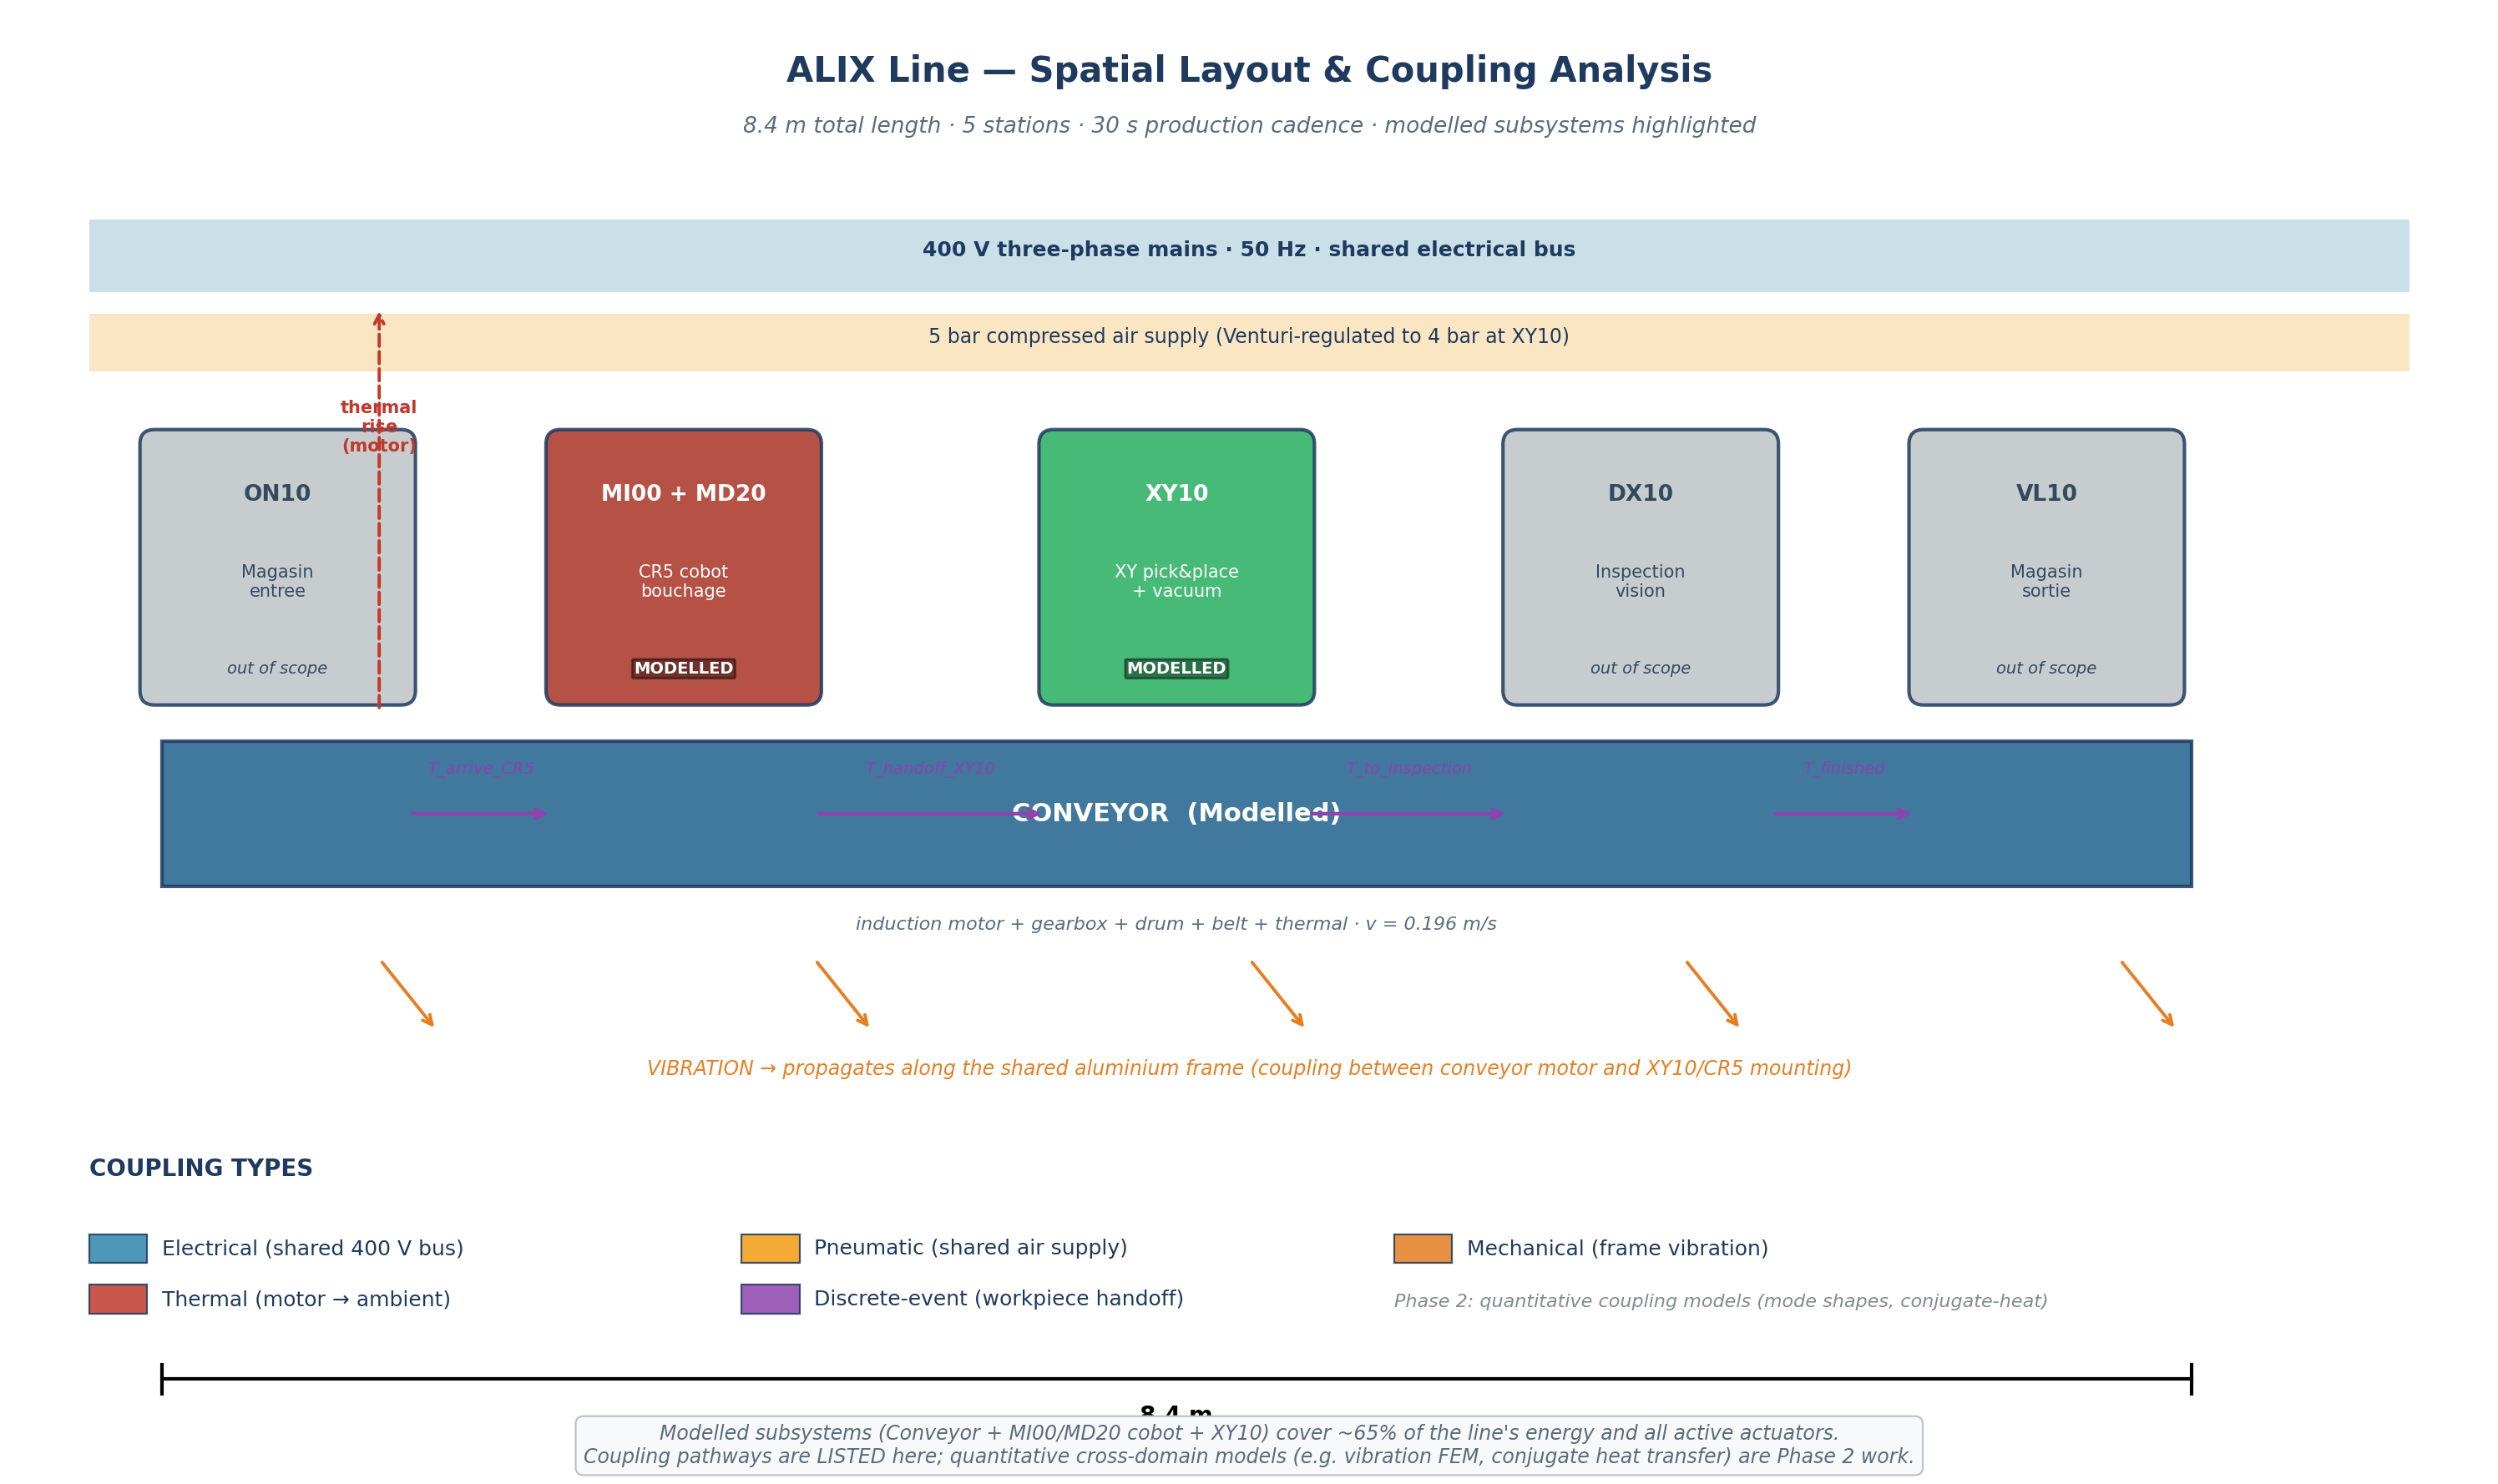 ALIX Line — Spatial Layout & Coupling Analysis
8.4 m total length · 5 stations · 30 s production cadence · modelled subsystems highlighted
400 V three-phase mains · 50 Hz · shared electrical bus
5 bar compressed air supply (Venturi-regulated to 4 bar at XY10)
thermal
rise
(motor)
ON10
Magasin
entree
out of scope
MI00 + MD20
CR5 cobot
bouchage
MODELLED
XY10
XY pick&place
+ vacuum
MODELLED
DX10
Inspection
vision
out of scope
VL10
Magasin
sortie
out of scope
T_arrive_CR5
T_handoff_XY10
T_to_inspection
T_finished
CONVEYOR (Modelled)
induction motor + gearbox + drum + belt + thermal · v = 0.196 m/s
VIBRATION → propagates along the shared aluminium frame (coupling between conveyor motor and XY10/CR5 mounting)
COUPLING TYPES
Electrical (shared 400 V bus)
Pneumatic (shared air supply)
Mechanical (frame vibration)
Thermal (motor → ambient)
Discrete-event (workpiece handoff)
Phase 2: quantitative coupling models (mode shapes, conjugate-heat)
8.4 m
Modelled subsystems (Conveyor + MI00/MD20 cobot + XY10) cover ~65% of the line's energy and all active actuators.
Coupling pathways are LISTED here; quantitative cross-domain models (e.g. vibration FEM, conjugate heat transfer) are Phase 2 work.